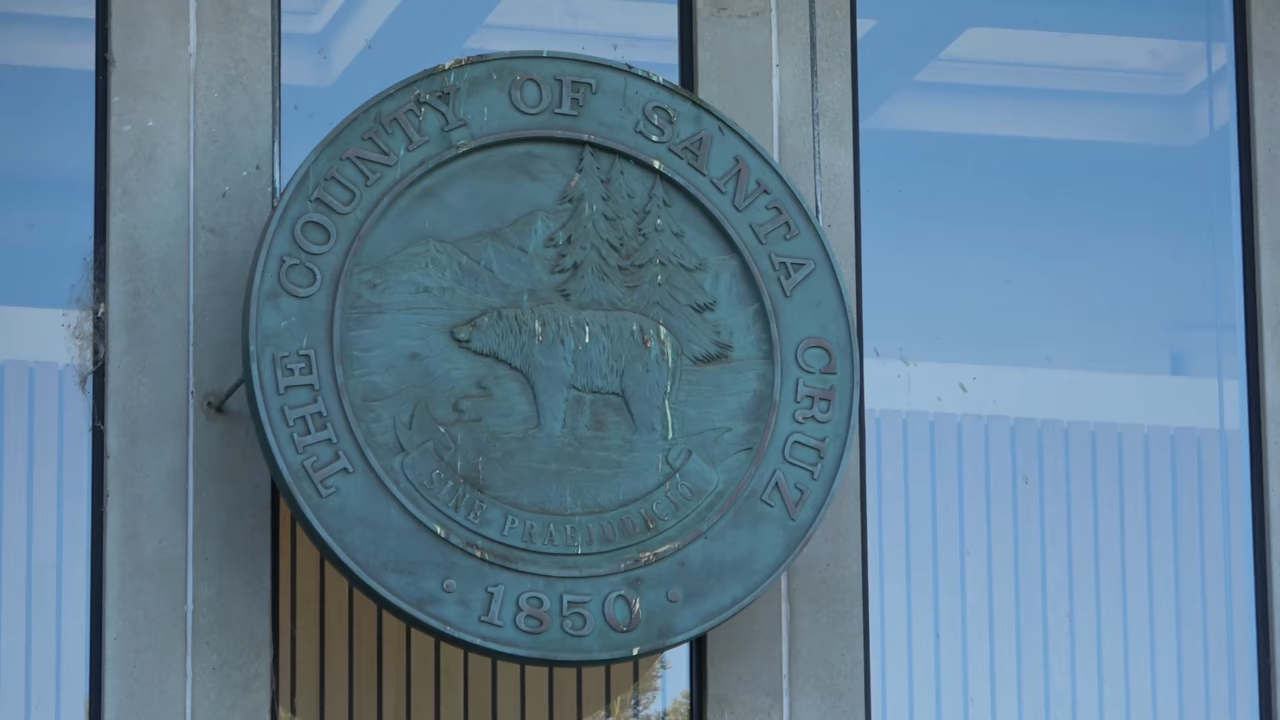 THE COUNTY OF SANTA CRUZ
SINE PRAEJUDICIO
• 1850 •